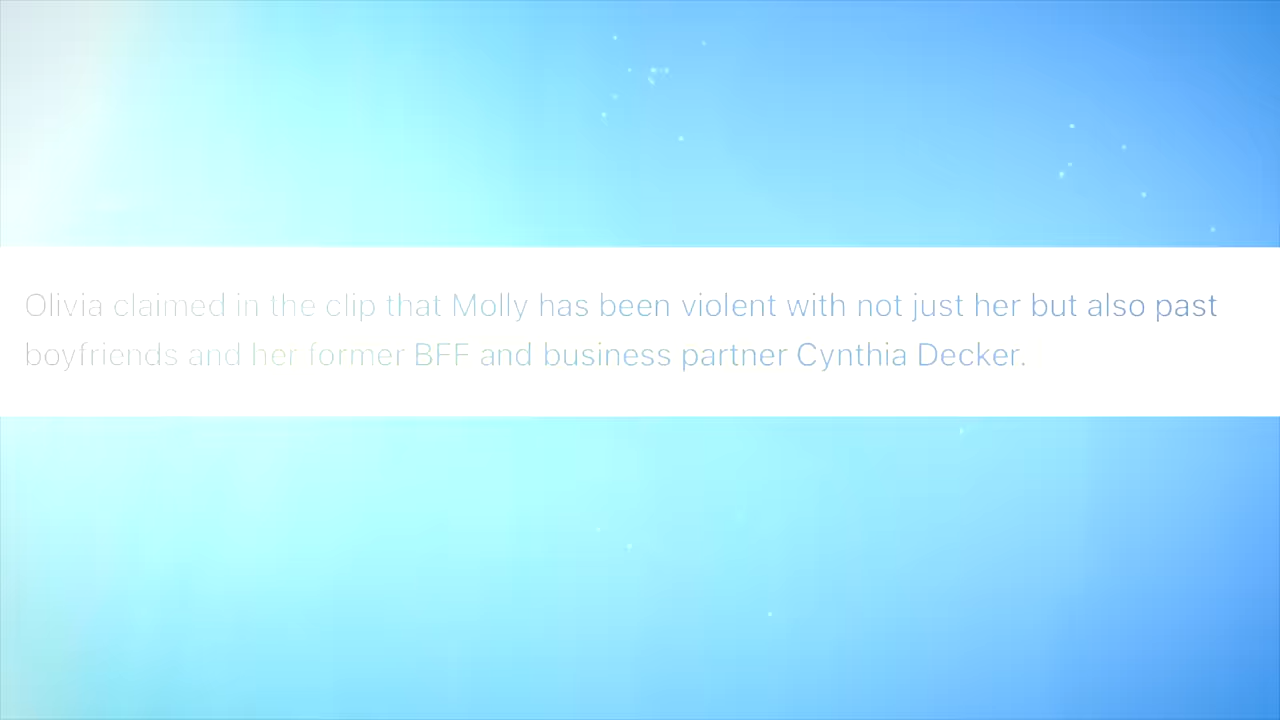 Olivia claimed in the clip that Molly has been violent with not just her but also past
boyfriends and her former BFF and business partner Cynthia Decker.